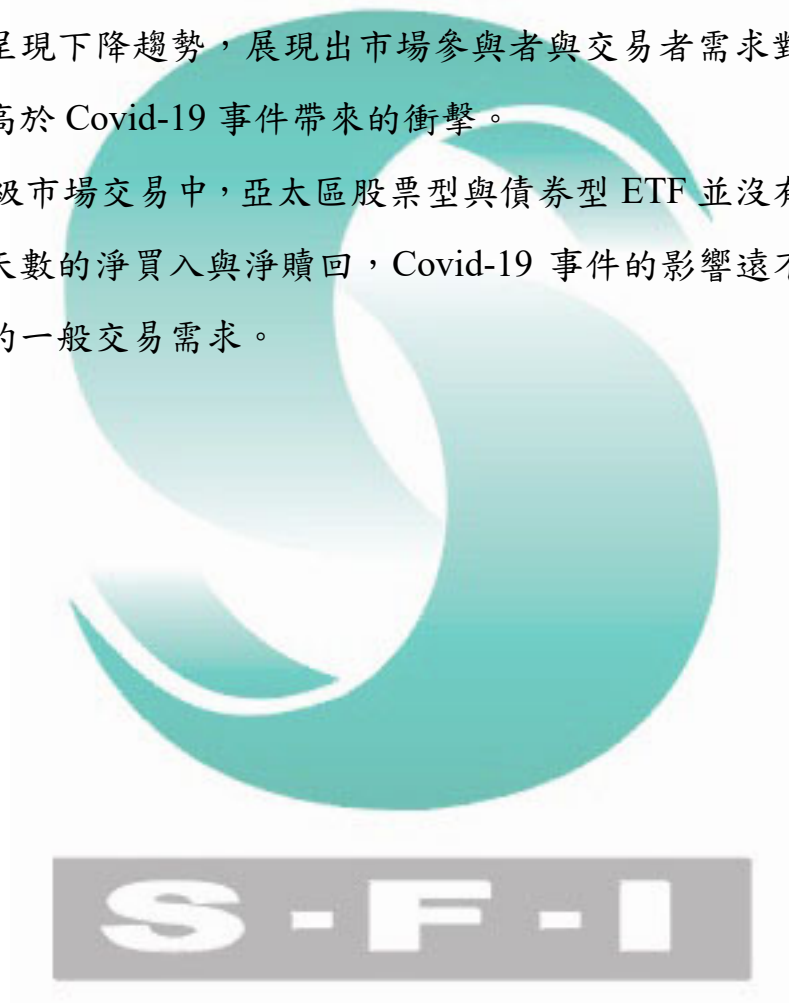 呈現下降趨勢，展現出市場參與者與交易者需求對
高於 Covid-19 事件帶來的衝擊。
級市場交易中，亞太區股票型與債券型 ETF 並沒有
天數的淨買入與淨贖回，Covid-19 事件的影響遠不
的一般交易需求。
S-F-I